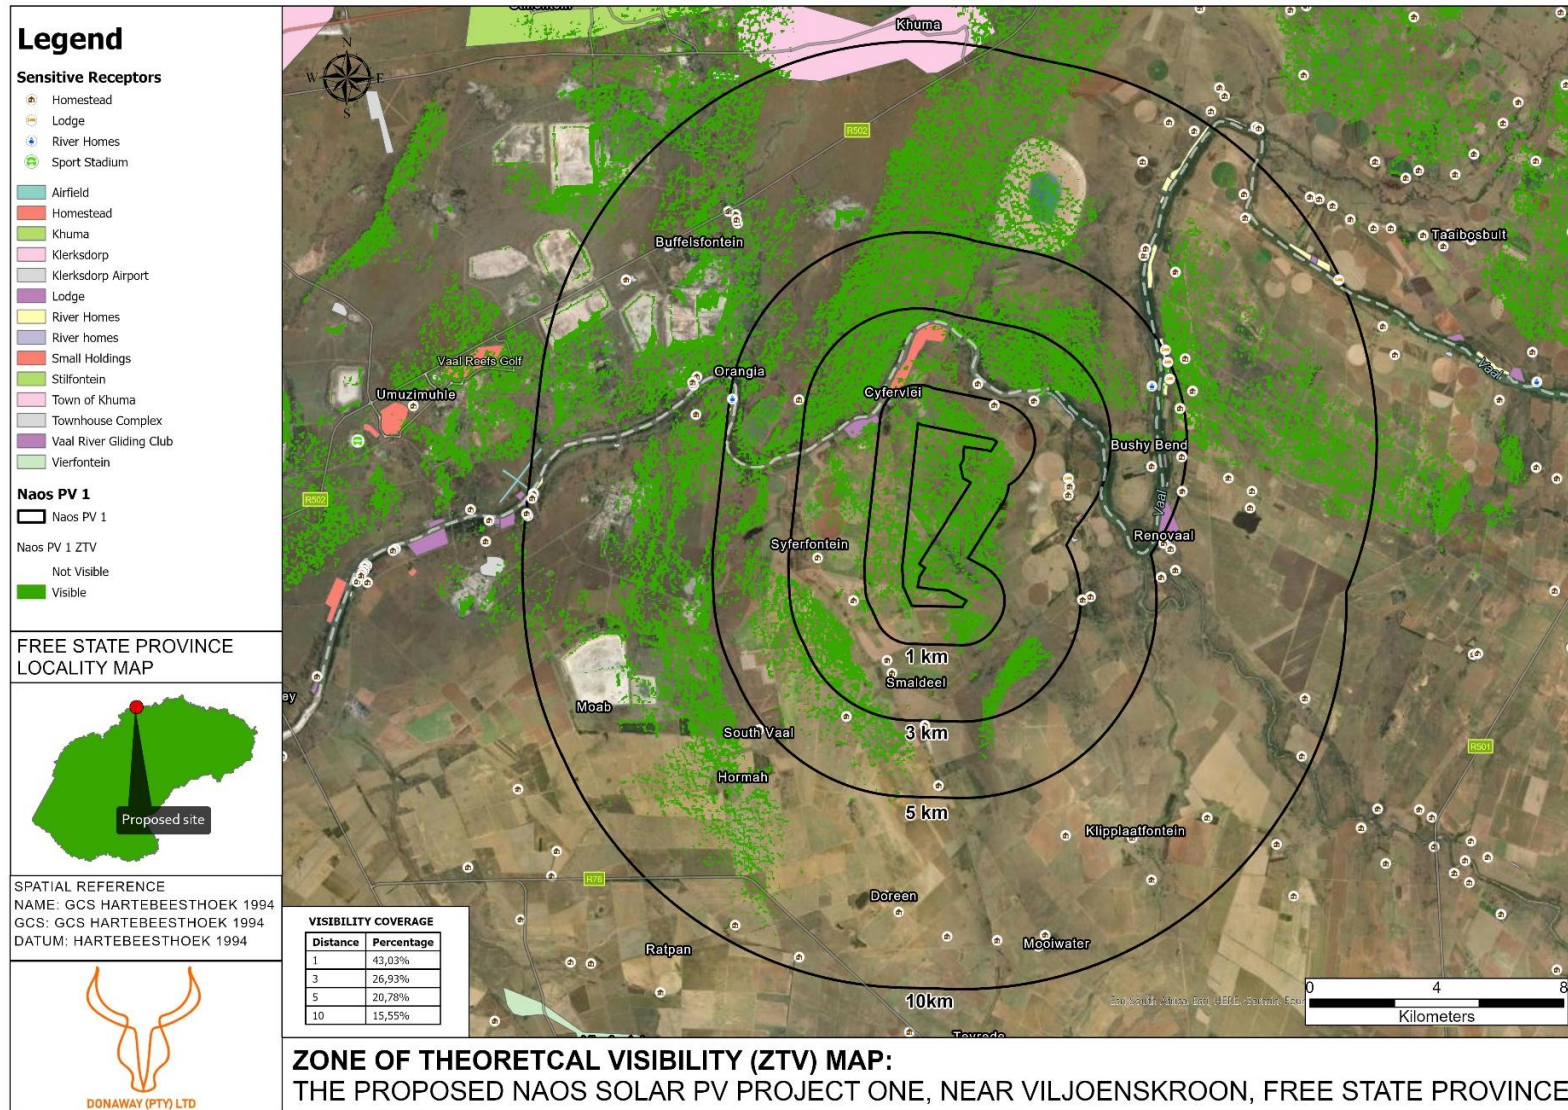 Legend
Sensitive Receptors
Homestead
Lodge
River Homes
Sport Stadium
Airfield
Homestead
Khuma
Klerksdorp
Klerksdorp Airport
Lodge
River Homes
River homes
Small Holdings
Stilfontein
Town of Khuma
Townhouse Complex
Vaal River Gliding Club
Vierfontein
Naos PV 1
Naos PV 1
Naos PV 1 ZTV
Not Visible
Visible
FREE STATE PROVINCE
LOCALITY MAP
Proposed site
SPATIAL REFERENCE
NAME: GCS HARTEBEESTHOEK 1994
GCS: GCS HARTEBEESTHOEK 1994
DATUM: HARTEBEESTHOEK 1994
DONAWAY (PTY) LTD
N
W E
S
Khuma
R502
Buffelsfontein
Taaibosbult
Vaal Reefs Golf
Orangia
Vaal
Umuzimuhle
Cyfervlei
Bushy Bend
R502
Vaal
Renovaal
Syferfontein
1 km
Smaldeel
Moab
South Vaal
3 km
R501
Hormah
5 km
Klipplaatfontein
R76
Doreen
Ratpan
Mooiwater
10km
VISIBILITY COVERAGE
Distance Percentage
1 43,03%
3 26,93%
5 20,78%
10 15,55%
0 4 8
Kilometers
ZONE OF THEORETCAL VISIBILITY (ZTV) MAP:
THE PROPOSED NAOS SOLAR PV PROJECT ONE, NEAR VILJOENSKROON, FREE STATE PROVINCE